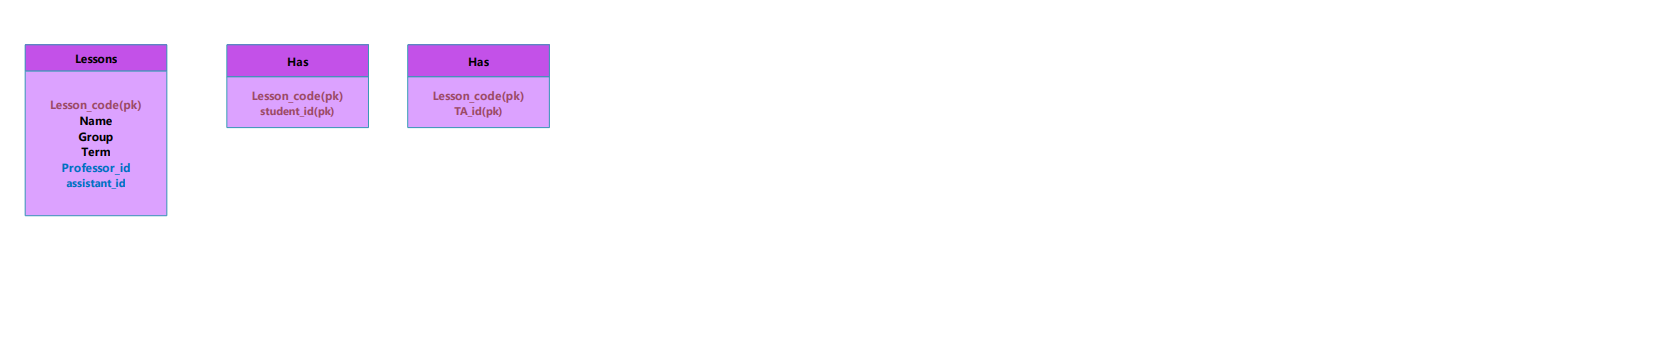 Lessons
Lesson_code(pk)
Name
Group
Term
Professor_id
assistant_id
Has
Lesson_code(pk)
student_id(pk)
Has
Lesson_code(pk)
TA_id(pk)